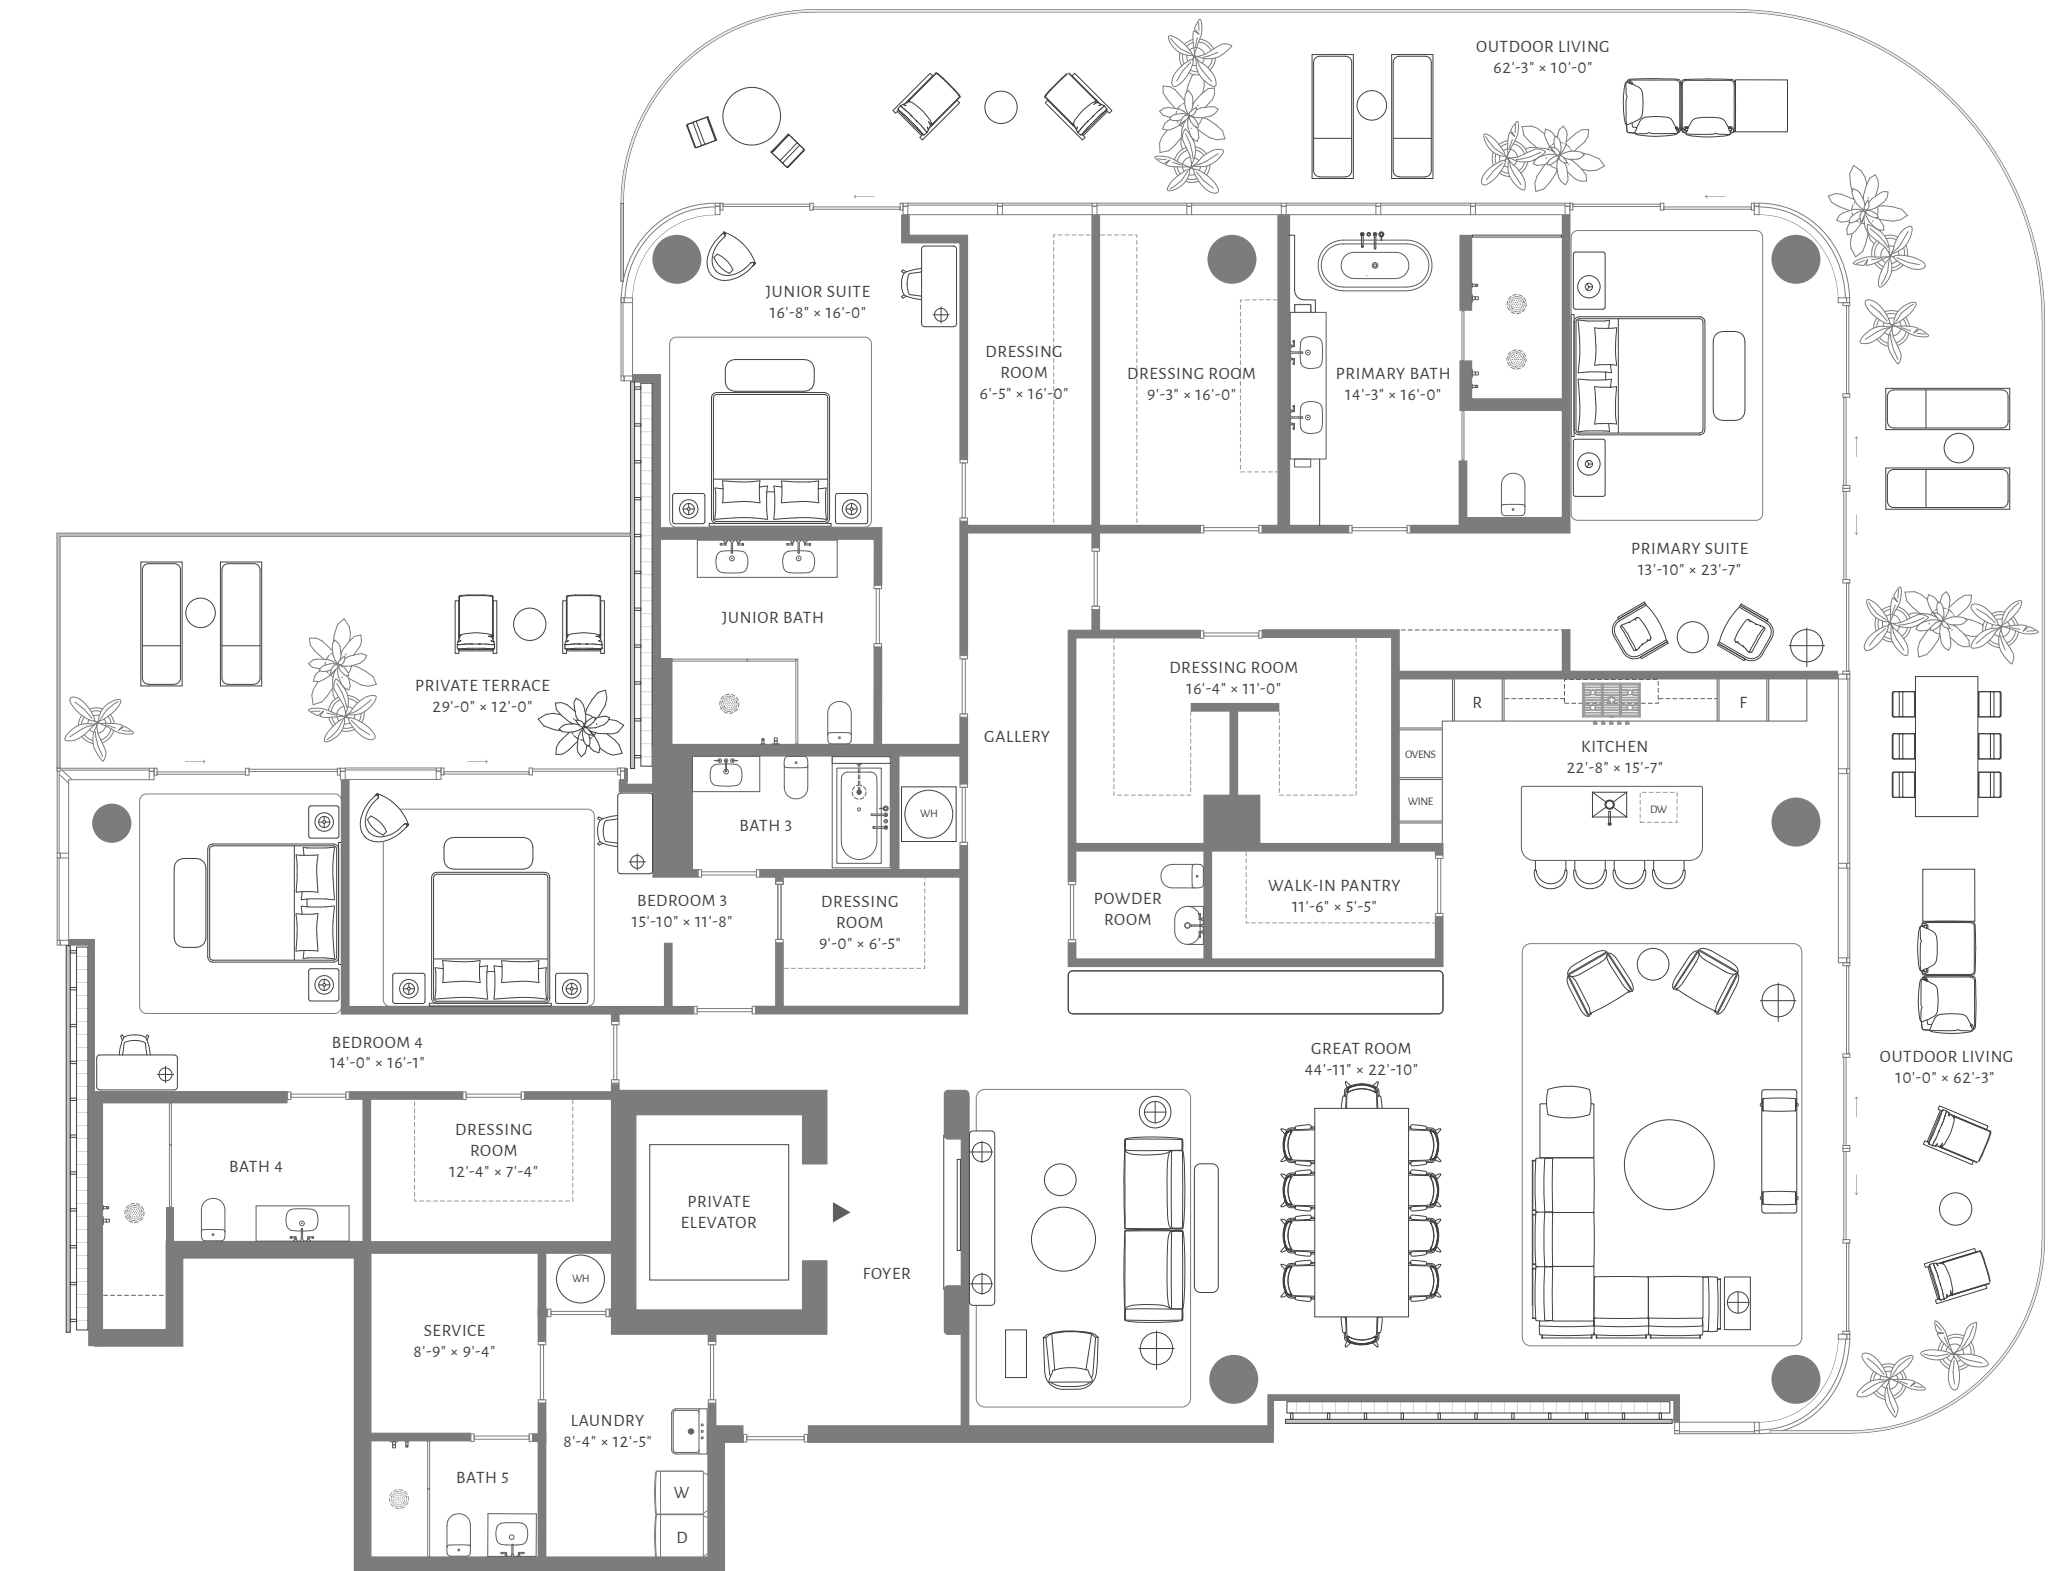 OUTDOOR LIVING
62'-3" × 10'-0"
JUNIOR SUITE
16'-8" × 16'-0"
DRESSING
ROOM
6'-5" × 16'-0"
DRESSING ROOM
9'-3" × 16'-0"
PRIMARY BATH
14'-3" × 16'-0"
PRIMARY SUITE
13'-10" × 23'-7"
JUNIOR BATH
PRIVATE TERRACE
29'-0" × 12'-0"
DRESSING ROOM
16'-4" × 11'-0"
GALLERY
R
F
KITCHEN
22'-8" × 15'-7"
OVENS
WINE
DW
BATH 3
WH
BEDROOM 3
15'-10" × 11'-8"
DRESSING
ROOM
9'-0" × 6'-5"
POWDER
ROOM
WALK-IN PANTRY
11'-6" × 5'-5"
BEDROOM 4
14'-0" × 16'-1"
GREAT ROOM
44'-11" × 22'-10"
OUTDOOR LIVING
10'-0" × 62'-3"
BATH 4
DRESSING
ROOM
12'-4" × 7'-4"
PRIVATE
ELEVATOR
FOYER
WH
SERVICE
8'-9" × 9'-4"
LAUNDRY
8'-4" × 12'-5"
BATH 5
W
D